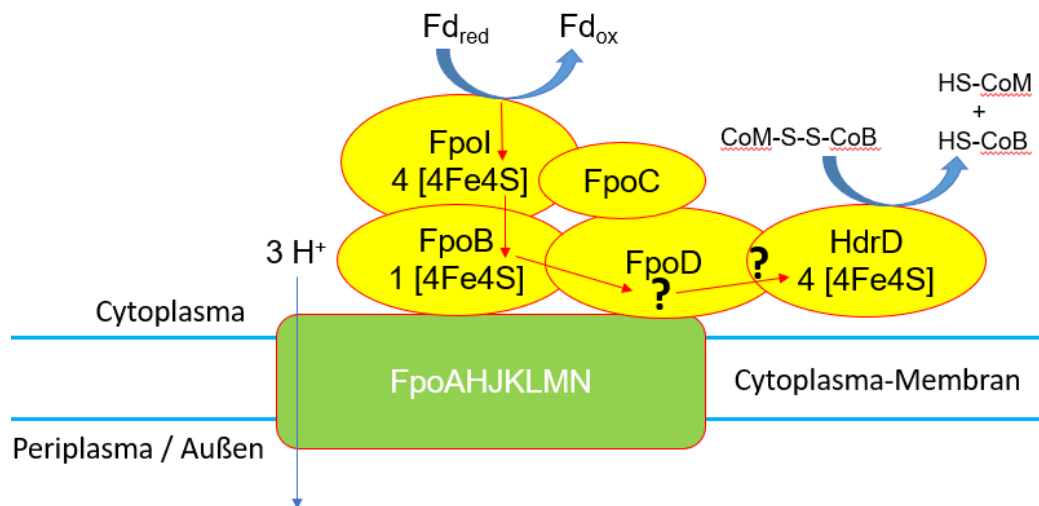 Fdred Fdox
HS-CoM
+
HS-CoB
CoM-S-S-CoB
FpoI
4 [4Fe4S]
FpoC
FpoB
1 [4Fe4S]
FpoD
?
?
HdrD
4 [4Fe4S]
3 H⁺
Cytoplasma
FpoAHJKLMN
Cytoplasma-Membran
Periplasma / Außen